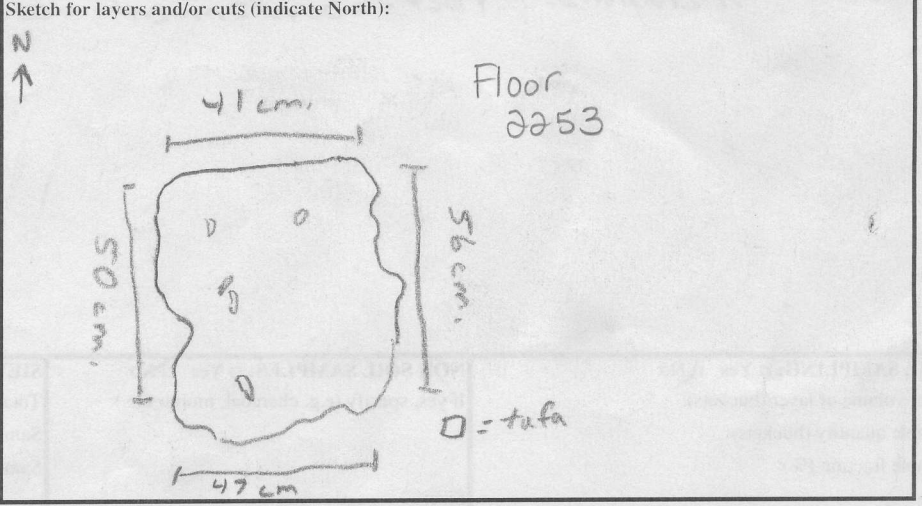 Sketch for layers and/or cuts (indicate North):
N
Floor
2253
41 cm.
50 cm.
56 cm.
□ = tufa
47 cm